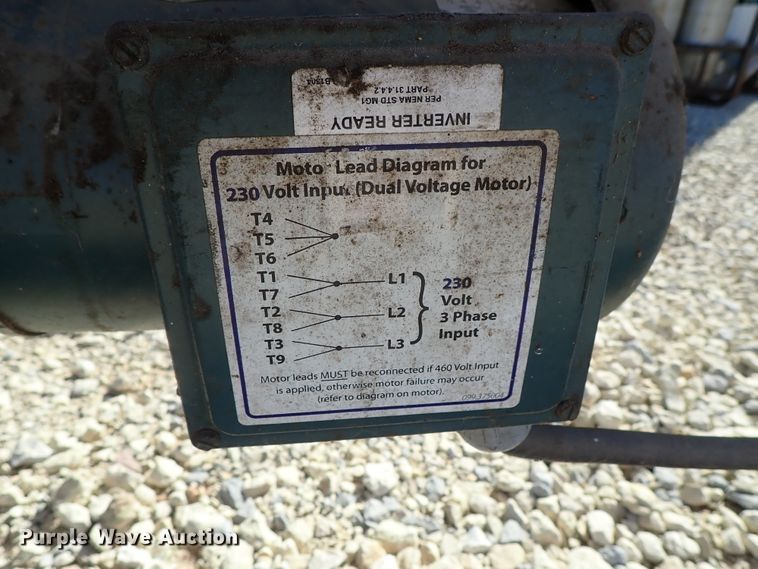 B1304
PART 31.4.4.2
PER NEMA STD MG1
INVERTER READY
Moto Lead Diagram for
230 Volt Input (Dual Voltage Motor)
T4
T5
T6
T1
T7
L1
T2
T8
L2
T3
T9
L3
230
Volt
3 Phase
Input
Motor leads MUST be reconnected if 460 Volt Input
is applied, otherwise motor failure may occur
(refer to diagram on motor).
099.375004
Purple Wave Auction